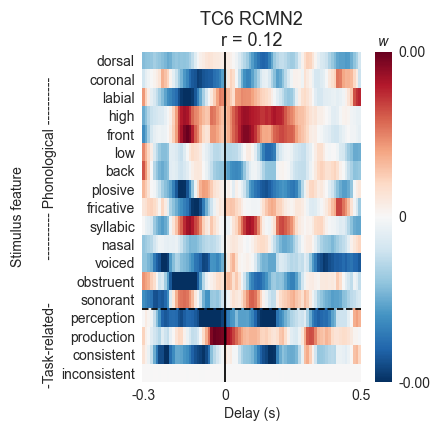 TC6 RCMN2
r = 0.12
w
Stimulus feature
---------- Phonological ----------
-Task-related-
dorsal
coronal
labial
high
front
low
back
plosive
fricative
syllabic
nasal
voiced
obstruent
sonorant
perception
production
consistent
inconsistent
-0.3
0
0.5
Delay (s)
0.00
0
-0.00